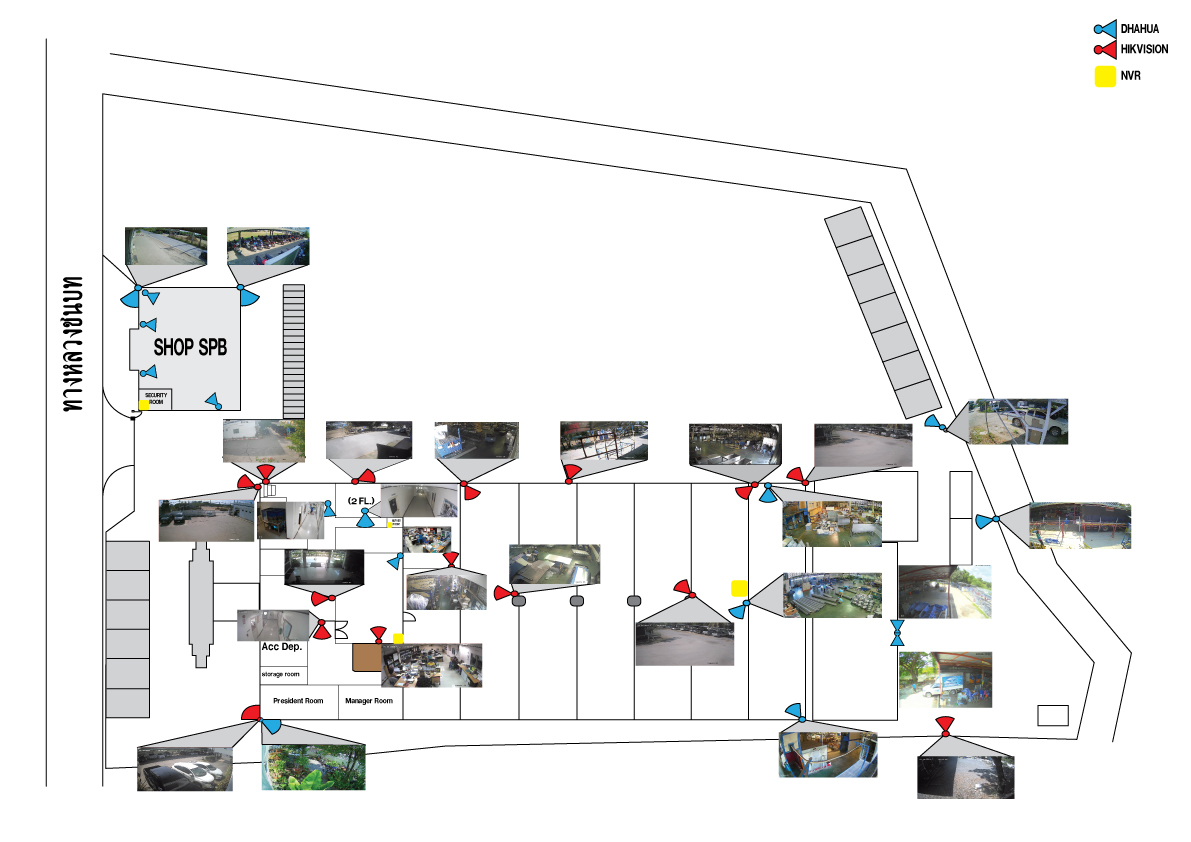 DHAHUA
HIKVISION
NVR
ทางหลวงชนบท
SHOP SPB
SECURITY
ROOM
(2 FL.)
Acc Dep.
storage room
President Room
Manager Room